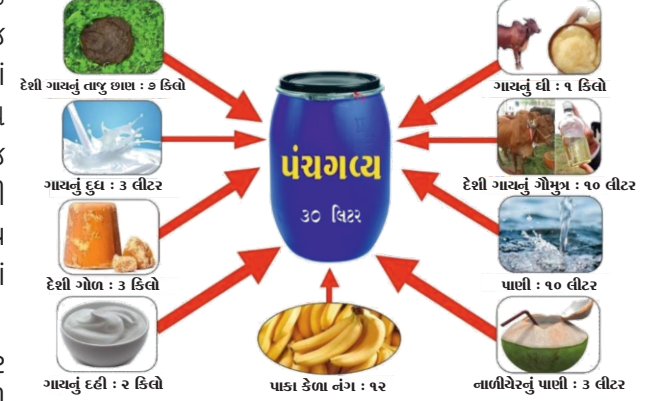 દેશી ગાયનું તાજુ છાણ : ૭ કિલો
ગાયનું ઘી : ૧ કિલો
ગાયનું દુધ : ૩ લીટર
દેશી ગાયનું ગૌમુત્ર : ૧૦ લીટર
પંચગવ્ય
૩૦ લિટર
દેશી ગોળ : ૩ કિલો
પાણી : ૧૦ લીટર
ગાયનું દહી : ૨ કિલો
પાકા કેળા નંગ : ૧૨
નાળીયેરનું પાણી : ૩ લીટર